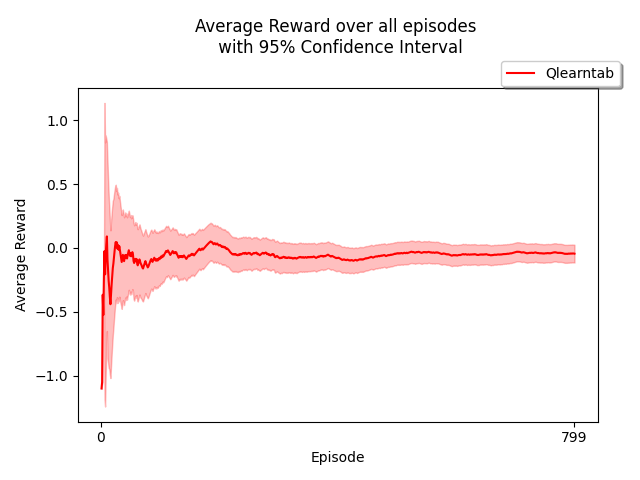 Average Reward over all episodes
with 95% Confidence Interval
Qlearntab
1.0
0.5
0.0
−0.5
−1.0
Average Reward
0
799
Episode